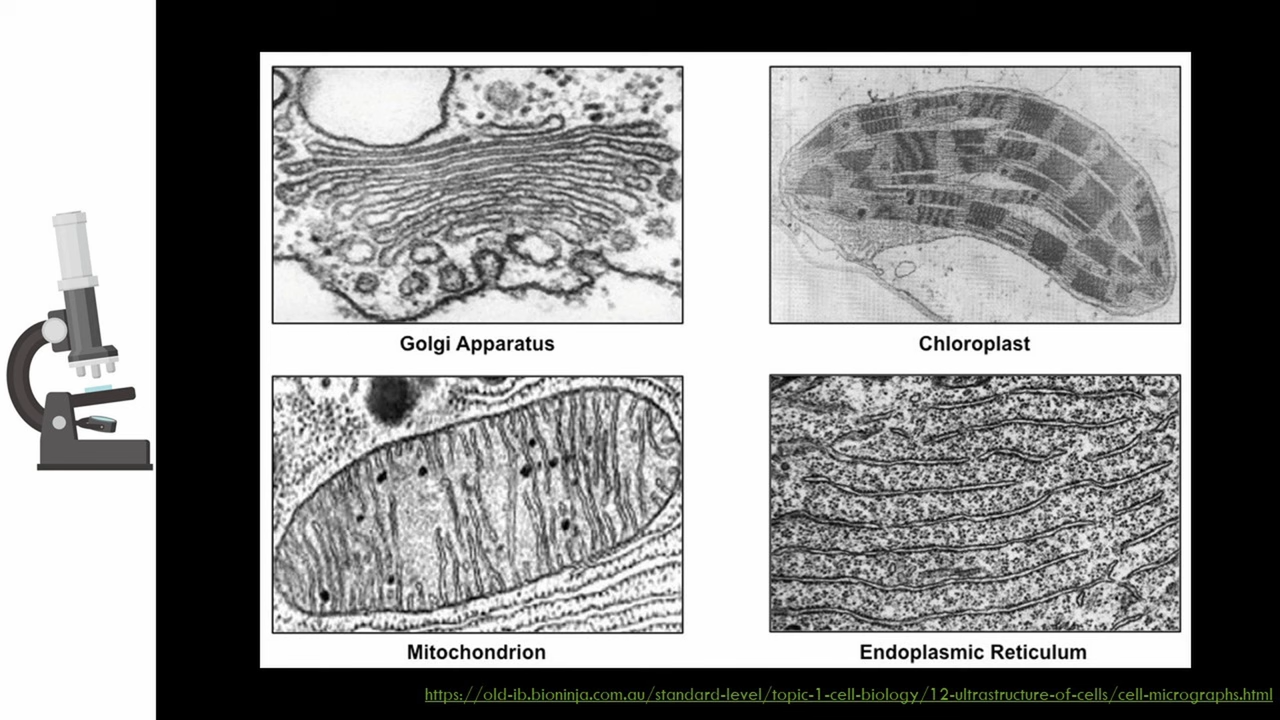 Golgi Apparatus
Chloroplast
Mitochondrion
Endoplasmic Reticulum
https://old-ib.bioninja.com.au/standard-level/topic-1-cell-biology/12-ultrastructure-of-cells/cell-micrographs.html